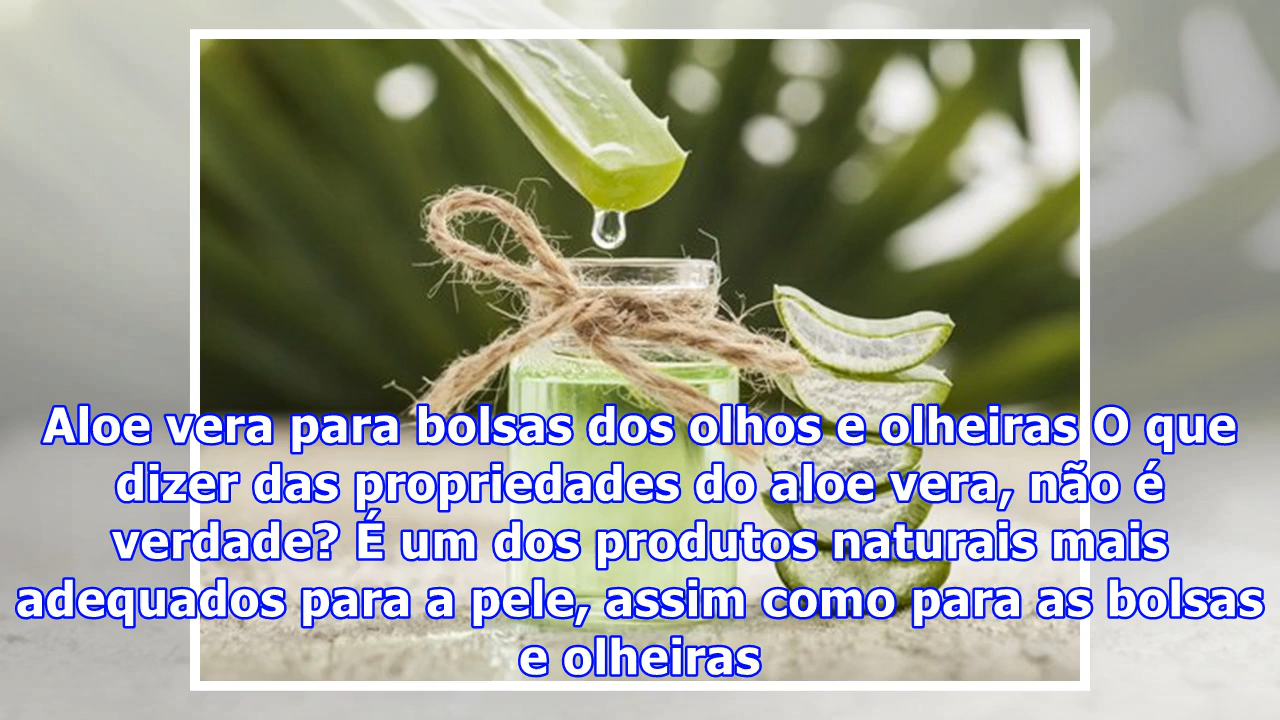 Aloe vera para bolsas dos olhos e olheiras O que
dizer das propriedades do aloe vera, não é
verdade? É um dos produtos naturais mais
adequados para a pele, assim como para as bolsas
e olheiras